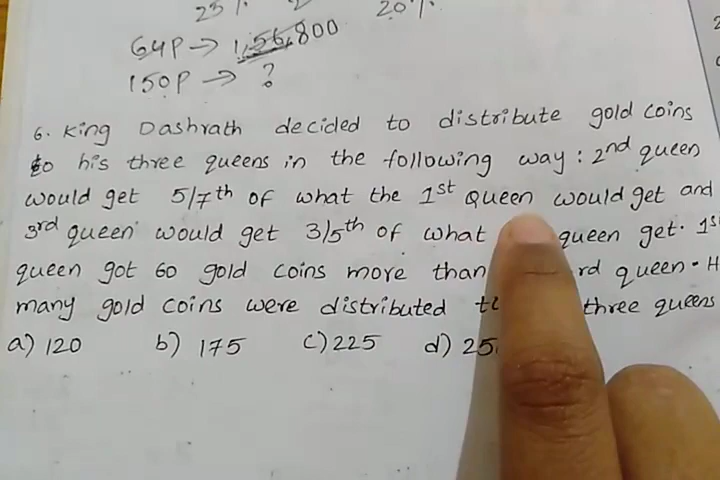 25%
20%
64P → 1,56,800
150P → ?
6. King Dashrath decided to distribute gold coins
to his three queens in the following way: 2nd queen
would get 5/7th of what the 1st Queen would get and
3rd queen would get 3/5th of what queen get. 1s
queen got 60 gold coins more than rd queen. H
many gold coins were distributed three queens
a) 120 b) 175 c) 225 d) 25